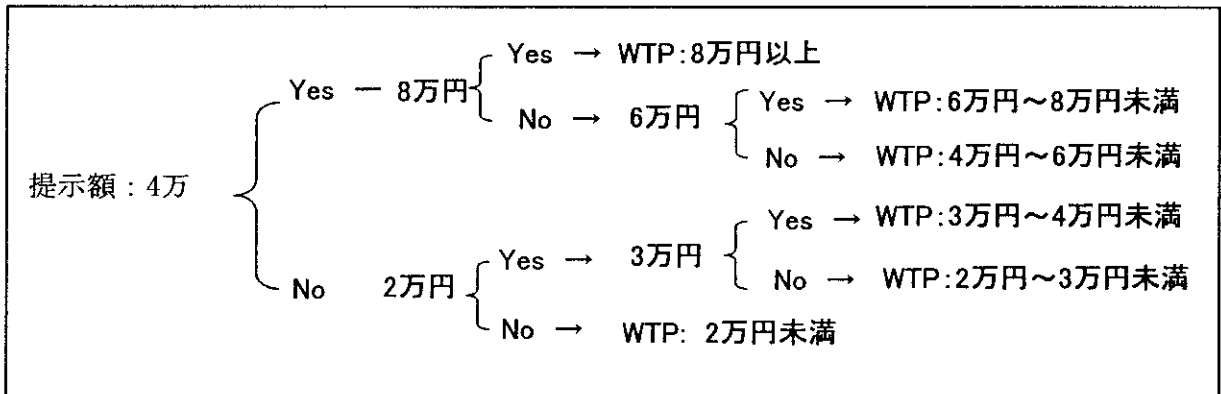 Yes → WTP:8万円以上
Yes ー 8万円
No → 6万円
Yes → WTP:6万円～8万円未満
No → WTP:4万円～6万円未満
提示額：4万
No 2万円
Yes → 3万円
Yes → WTP:3万円～4万円未満
No → WTP:2万円～3万円未満
No → WTP: 2万円未満